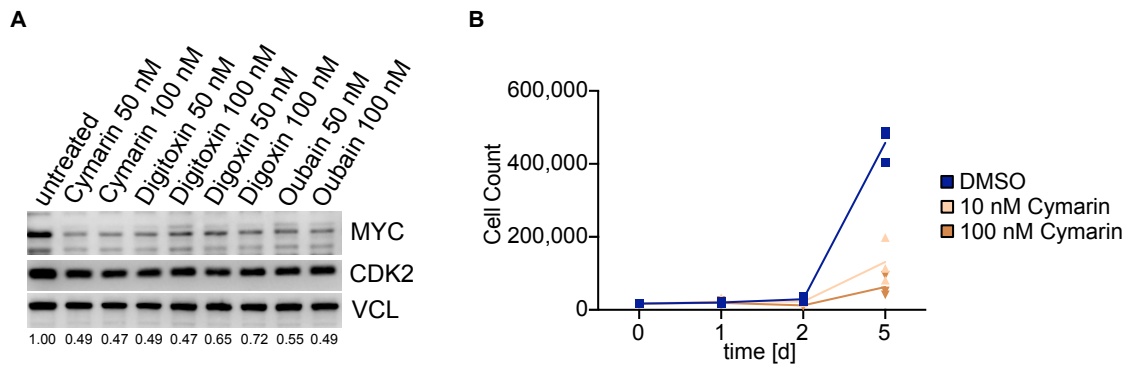 A
untreated
Cymarin 50 nM
Cymarin 100 nM
Digitoxin 50 nM
Digitoxin 100 nM
Digoxin 50 nM
Digoxin 100 nM
Oubain 50 nM
Oubain 100 nM
MYC
CDK2
VCL
1.00 0.49 0.47 0.49 0.47 0.65 0.72 0.55 0.49
B
600,000
400,000
200,000
0
Cell Count
0 1 2 5
time [d]
DMSO
10 nM Cymarin
100 nM Cymarin